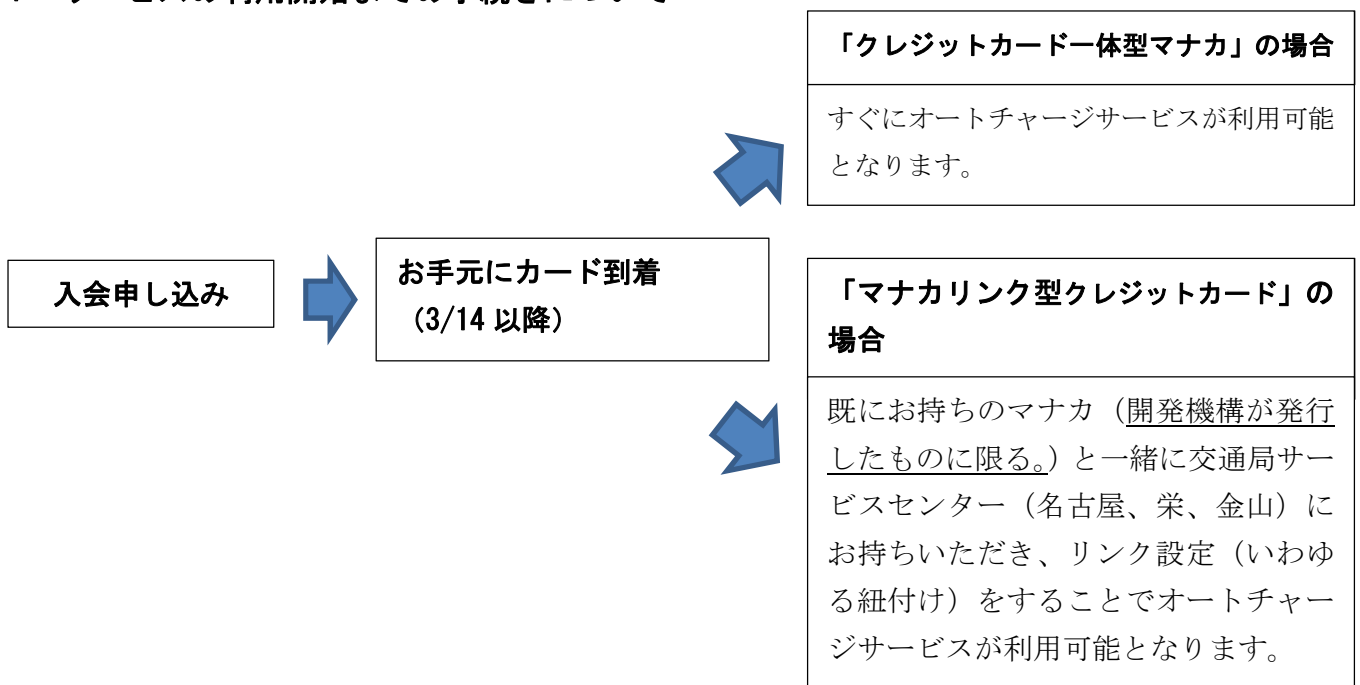 入会申し込み
お手元にカード到着
（3/14 以降）
「クレジットカード一体型マナカ」の場合
すぐにオートチャージサービスが利用可能
となります。
「マナカリンク型クレジットカード」の
場合
既にお持ちのマナカ（開発機構が発行
したものに限る。）と一緒に交通局サー
ビスセンター（名古屋、栄、金山）に
お持ちいただき、リンク設定（いわゆ
る紐付け）をすることでオートチャー
ジサービスが利用可能となります。